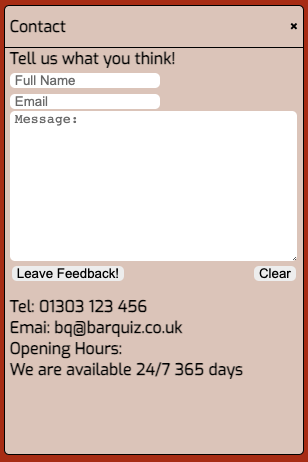 Contact ×
Tell us what you think!
Full Name
Email
Message:
Leave Feedback! Clear
Tel: 01303 123 456
Emai: bq@barquiz.co.uk
Opening Hours:
We are available 24/7 365 days